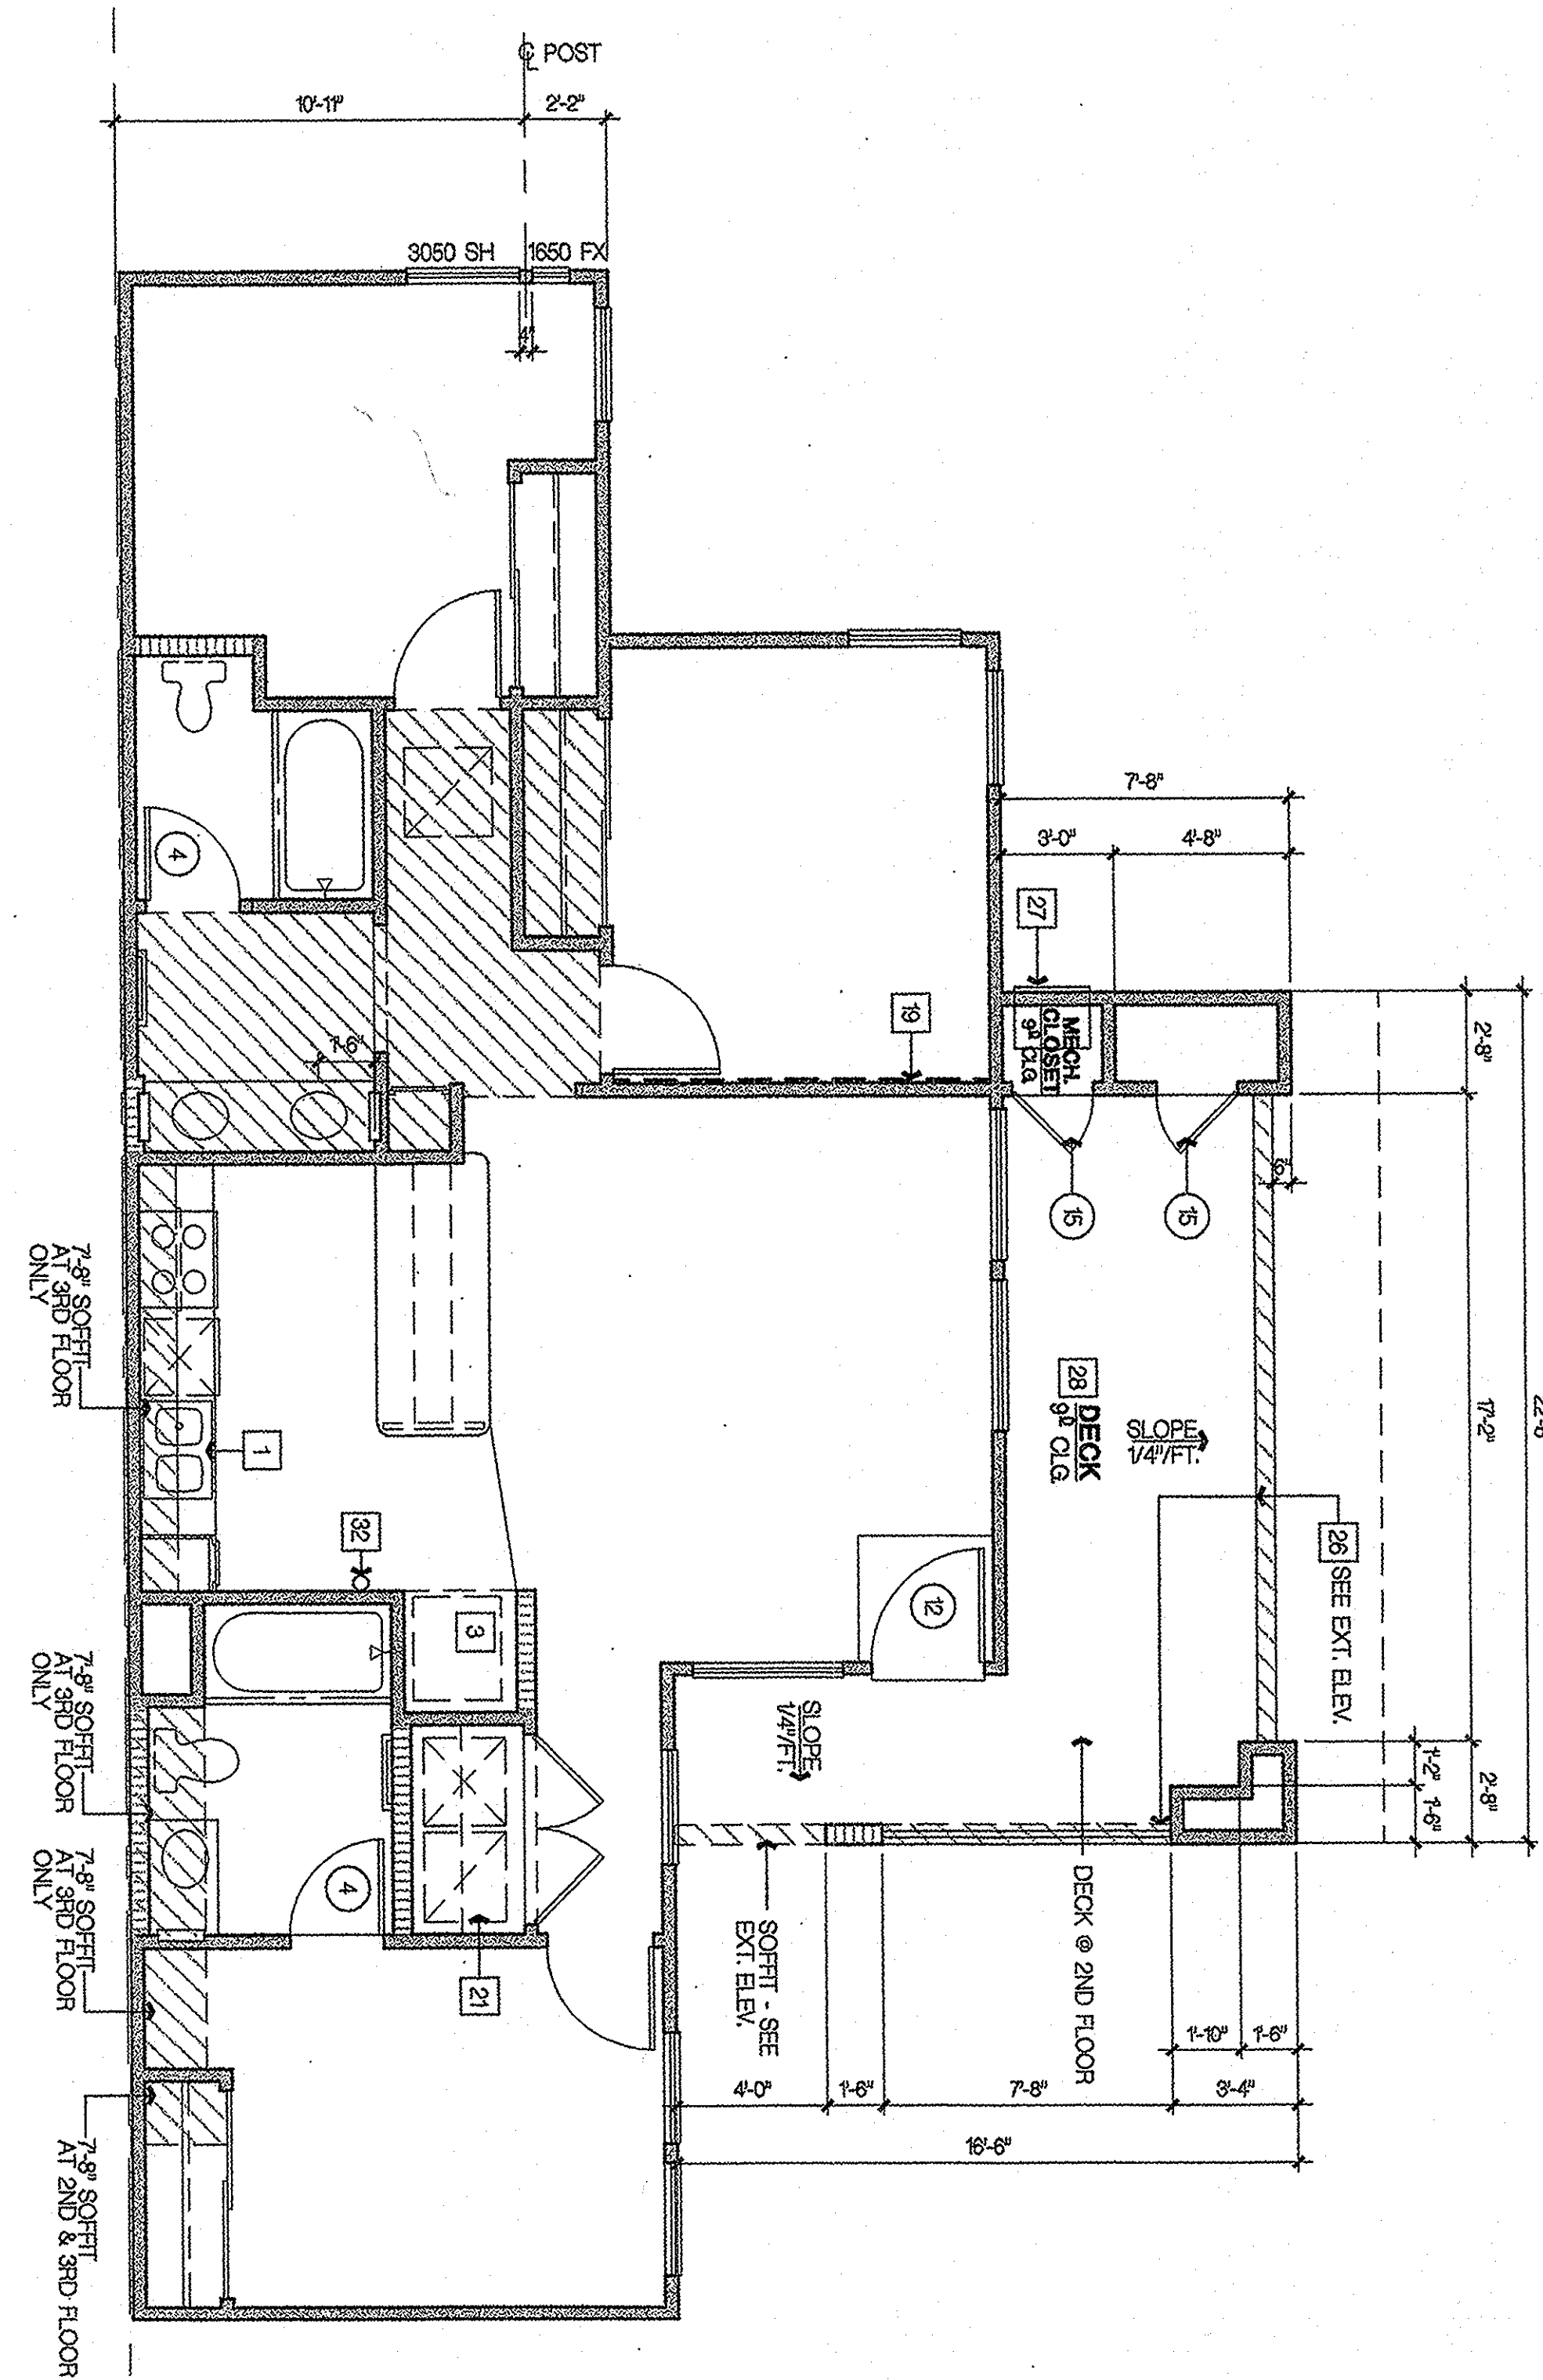 ℄ POST
10'-11"
2'-2"
3050 SH
1650 FX
4"
7'-8"
3'-0"
4'-8"
27
19
MECH.
CLOSET
9⁰ CLG.
2'-8"
4
1'-6"
15
15
6"
22'-6"
17'-2"
28 DECK
9⁰ CLG.
SLOPE
1/4"/FT.
26 SEE EXT. ELEV.
7'-8" SOFFIT
AT 3RD FLOOR
ONLY
1
32
3
12
SLOPE
1/4"/FT.
1'-2"
1'-6"
2'-8"
7'-8" SOFFIT
AT 3RD FLOOR
ONLY
4
21
SOFFIT - SEE
EXT. ELEV.
DECK @ 2ND FLOOR
7'-8" SOFFIT
AT 3RD FLOOR
ONLY
1'-10"
1'-6"
4'-0"
1'-6"
7'-8"
3'-4"
16'-6"
7'-8" SOFFIT
AT 2ND & 3RD FLOOR